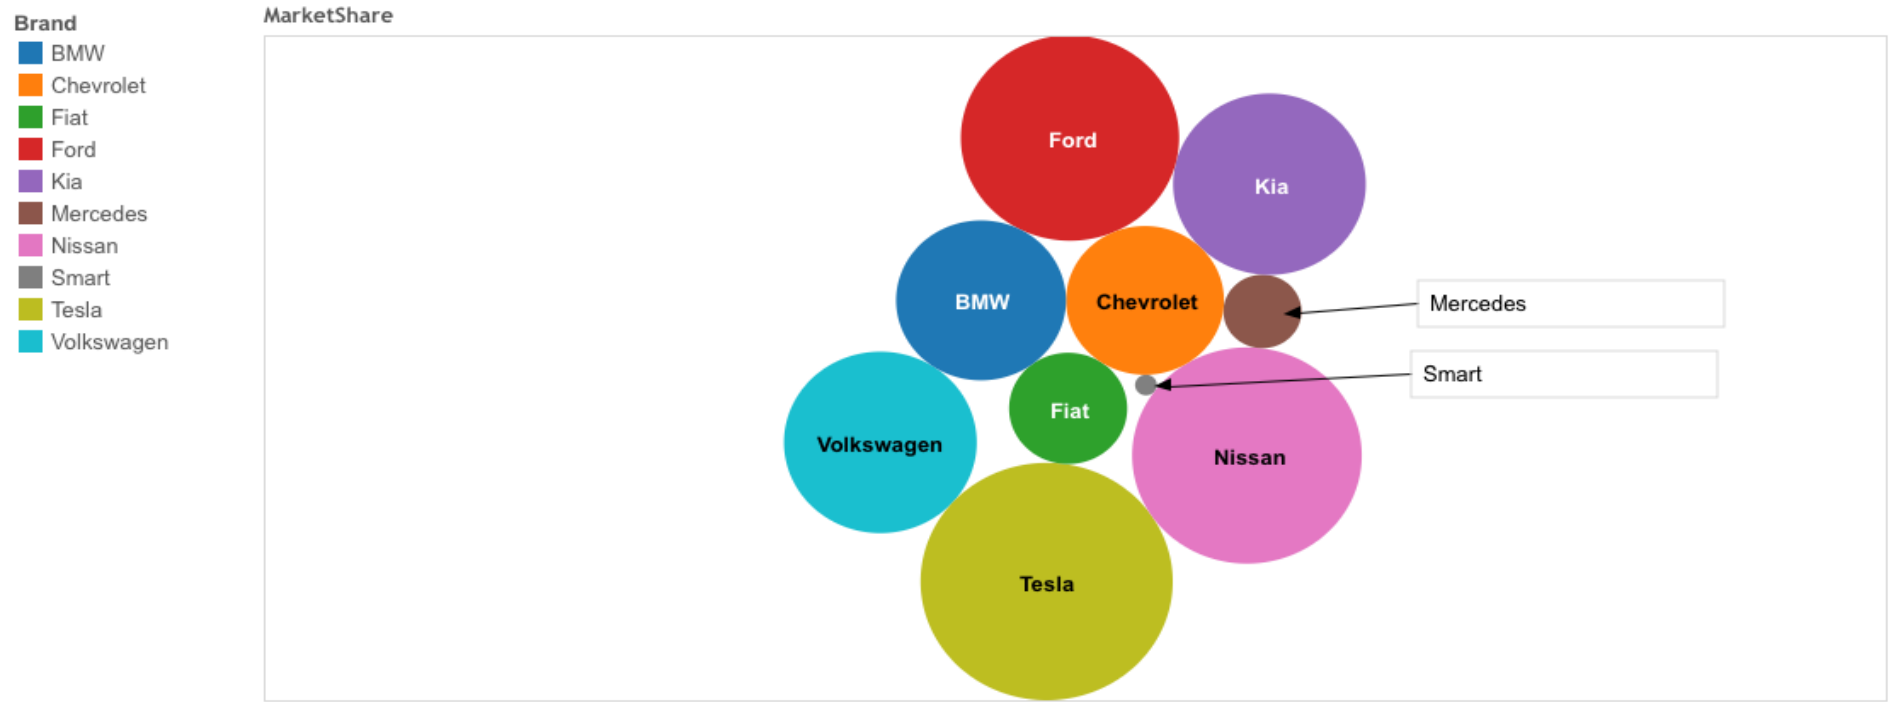 Brand
BMW
Chevrolet
Fiat
Ford
Kia
Mercedes
Nissan
Smart
Tesla
Volkswagen
MarketShare
Ford
Kia
BMW
Chevrolet
Mercedes
Smart
Fiat
Volkswagen
Nissan
Tesla